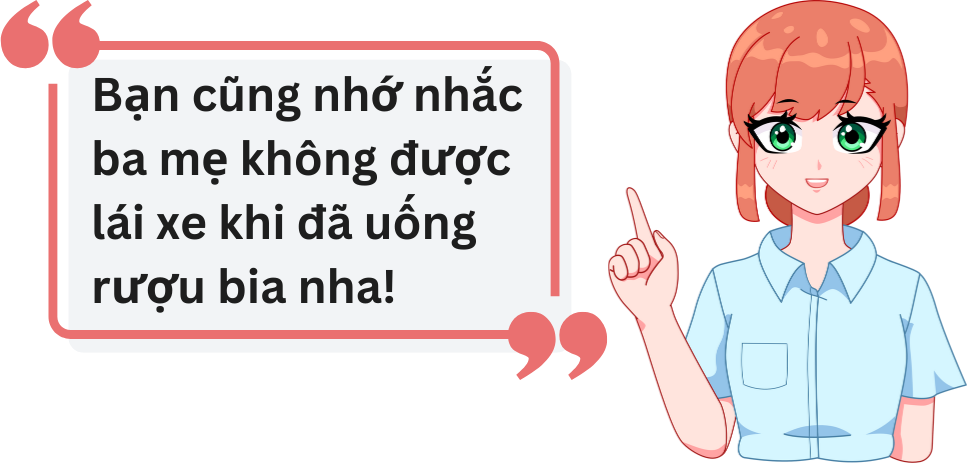 Bạn cũng nhớ nhắc
ba mẹ không được
lái xe khi đã uống
rượu bia nha!